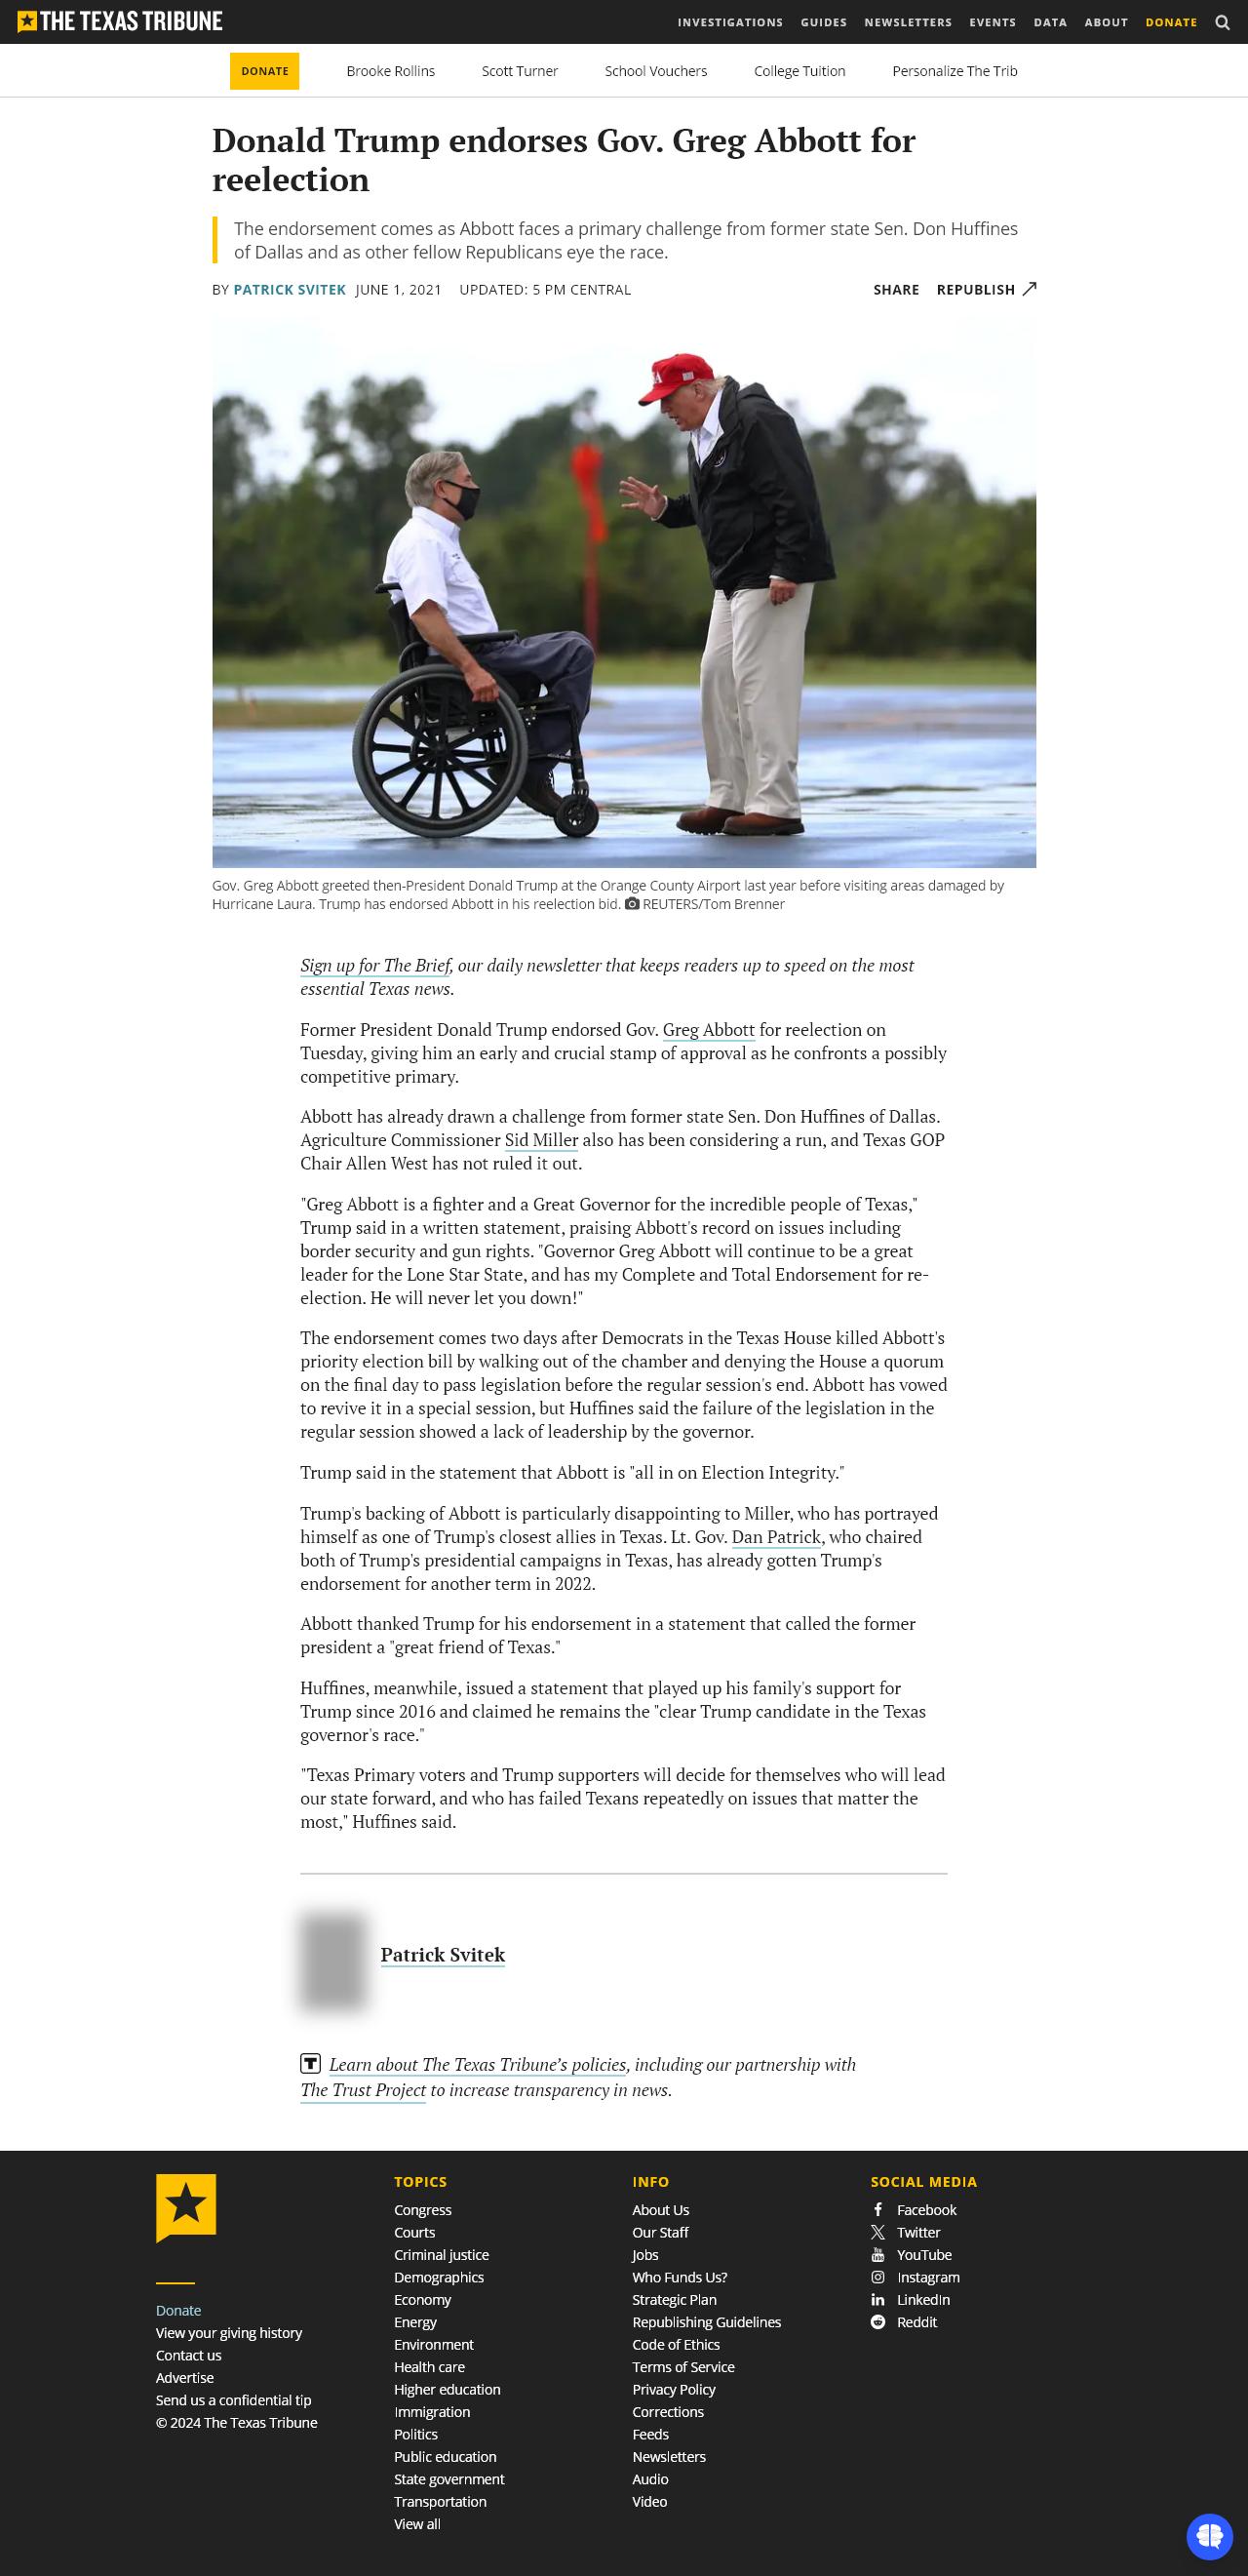 THE TEXAS TRIBUNE
INVESTIGATIONS GUIDES NEWSLETTERS EVENTS DATA ABOUT DONATE
DONATE Brooke Rollins Scott Turner School Vouchers College Tuition Personalize The Trib
Donald Trump endorses Gov. Greg Abbott for
reelection
The endorsement comes as Abbott faces a primary challenge from former state Sen. Don Huffines
of Dallas and as other fellow Republicans eye the race.
BY PATRICK SVITEK JUNE 1, 2021 UPDATED: 5 PM CENTRAL SHARE REPUBLISH
Gov. Greg Abbott greeted then-President Donald Trump at the Orange County Airport last year before visiting areas damaged by
Hurricane Laura. Trump has endorsed Abbott in his reelection bid. REUTERS/Tom Brenner
Sign up for The Brief, our daily newsletter that keeps readers up to speed on the most
essential Texas news.
Former President Donald Trump endorsed Gov. Greg Abbott for reelection on
Tuesday, giving him an early and crucial stamp of approval as he confronts a possibly
competitive primary.
Abbott has already drawn a challenge from former state Sen. Don Huffines of Dallas.
Agriculture Commissioner Sid Miller also has been considering a run, and Texas GOP
Chair Allen West has not ruled it out.
"Greg Abbott is a fighter and a Great Governor for the incredible people of Texas,"
Trump said in a written statement, praising Abbott's record on issues including
border security and gun rights. "Governor Greg Abbott will continue to be a great
leader for the Lone Star State, and has my Complete and Total Endorsement for re-
election. He will never let you down!"
The endorsement comes two days after Democrats in the Texas House killed Abbott's
priority election bill by walking out of the chamber and denying the House a quorum
on the final day to pass legislation before the regular session's end. Abbott has vowed
to revive it in a special session, but Huffines said the failure of the legislation in the
regular session showed a lack of leadership by the governor.
Trump said in the statement that Abbott is "all in on Election Integrity."
Trump's backing of Abbott is particularly disappointing to Miller, who has portrayed
himself as one of Trump's closest allies in Texas. Lt. Gov. Dan Patrick, who chaired
both of Trump's presidential campaigns in Texas, has already gotten Trump's
endorsement for another term in 2022.
Abbott thanked Trump for his endorsement in a statement that called the former
president a "great friend of Texas."
Huffines, meanwhile, issued a statement that played up his family's support for
Trump since 2016 and claimed he remains the "clear Trump candidate in the Texas
governor's race."
"Texas Primary voters and Trump supporters will decide for themselves who will lead
our state forward, and who has failed Texans repeatedly on issues that matter the
most," Huffines said.
Patrick Svitek
T Learn about The Texas Tribune’s policies, including our partnership with
The Trust Project to increase transparency in news.
Donate
View your giving history
Contact us
Advertise
Send us a confidential tip
© 2024 The Texas Tribune
TOPICS
Congress
Courts
Criminal justice
Demographics
Economy
Energy
Environment
Health care
Higher education
Immigration
Politics
Public education
State government
Transportation
View all
INFO
About Us
Our Staff
Jobs
Who Funds Us?
Strategic Plan
Republishing Guidelines
Code of Ethics
Terms of Service
Privacy Policy
Corrections
Feeds
Newsletters
Audio
Video
SOCIAL MEDIA
Facebook
Twitter
YouTube
Instagram
LinkedIn
Reddit